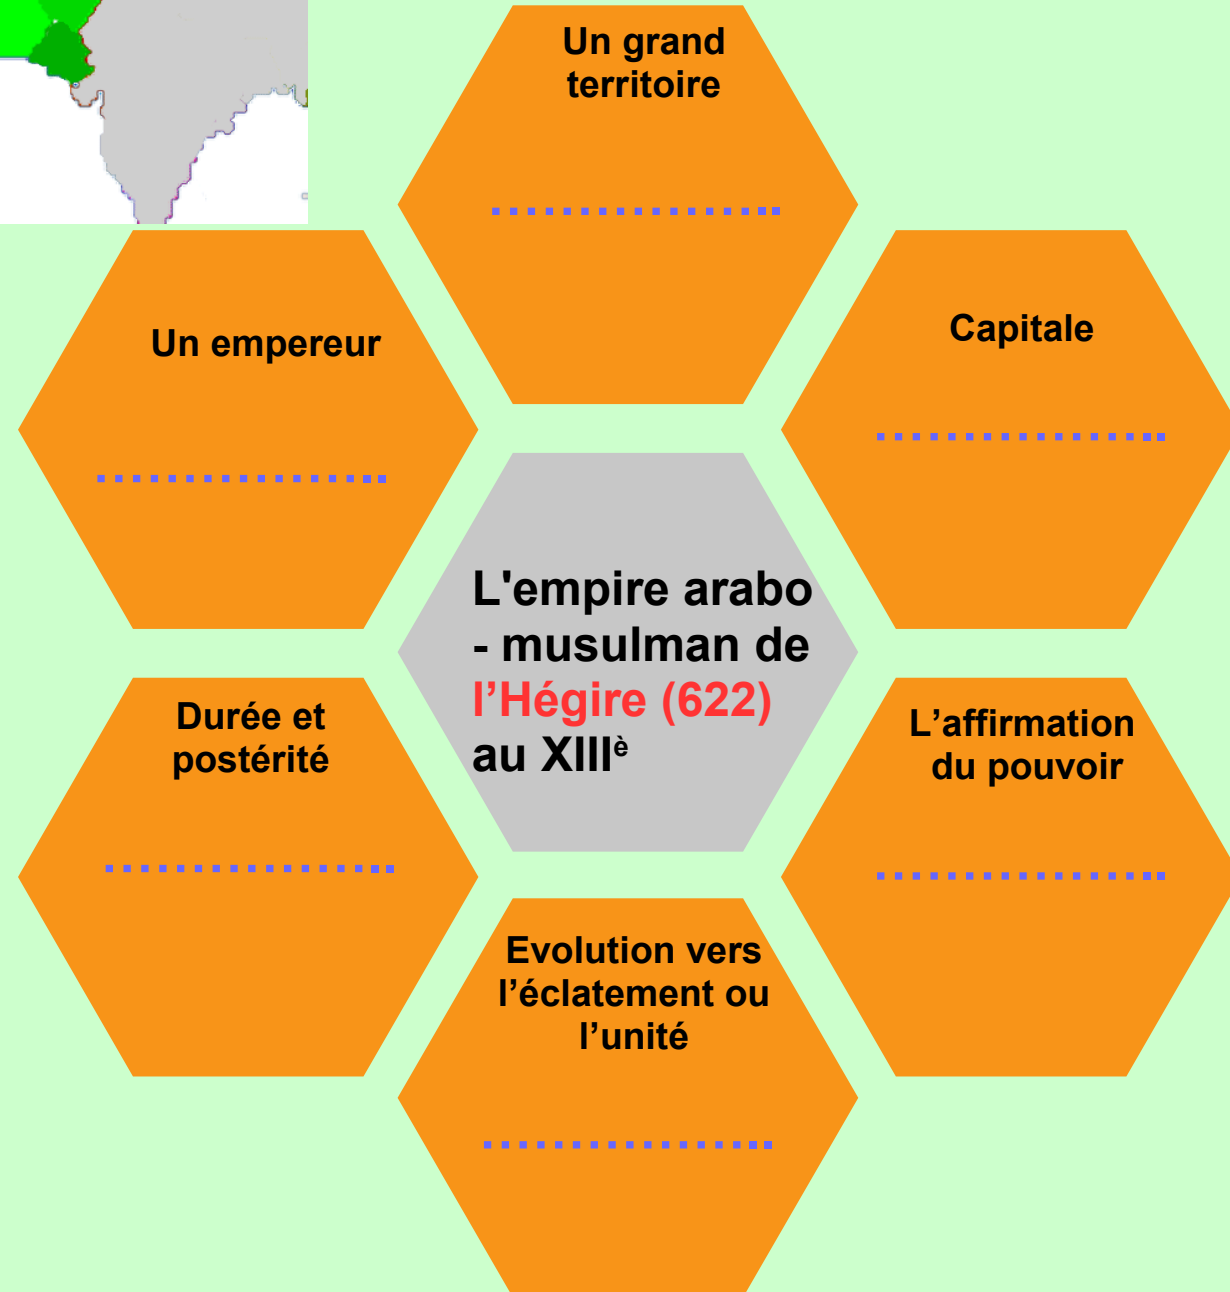 Un grand
territoire
Un empereur
Capitale
L'empire arabo
- musulman de
l’Hégire (622)
au XIIIè
Durée et
postérité
L’affirmation
du pouvoir
Evolution vers
l’éclatement ou
l’unité